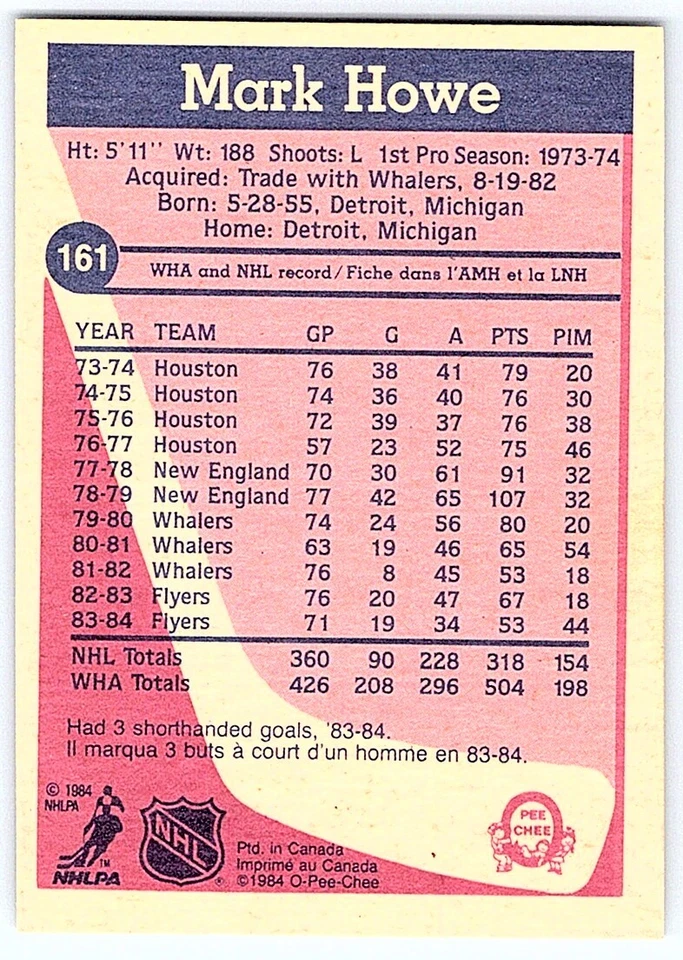 Mark Howe
Ht: 5'11'' Wt: 188 Shoots: L 1st Pro Season: 1973-74
Acquired: Trade with Whalers, 8-19-82
Born: 5-28-55, Detroit, Michigan
Home: Detroit, Michigan
161
WHA and NHL record/Fiche dans l'AMH et la LNH
YEAR TEAM GP G A PTS PIM
73-74 Houston 76 38 41 79 20
74-75 Houston 74 36 40 76 30
75-76 Houston 72 39 37 76 38
76-77 Houston 57 23 52 75 46
77-78 New England 70 30 61 91 32
78-79 New England 77 42 65 107 32
79-80 Whalers 74 24 56 80 20
80-81 Whalers 63 19 46 65 54
81-82 Whalers 76 8 45 53 18
82-83 Flyers 76 20 47 67 18
83-84 Flyers 71 19 34 53 44
NHL Totals 360 90 228 318 154
WHA Totals 426 208 296 504 198
Had 3 shorthanded goals, '83-84.
Il marqua 3 buts à court d'un homme en 83-84.
© 1984
NHLPA
TM
NHLPA
NHL
®
Ptd. in Canada
Imprimé au Canada
©1984 O-Pee-Chee
PEE
CHEE